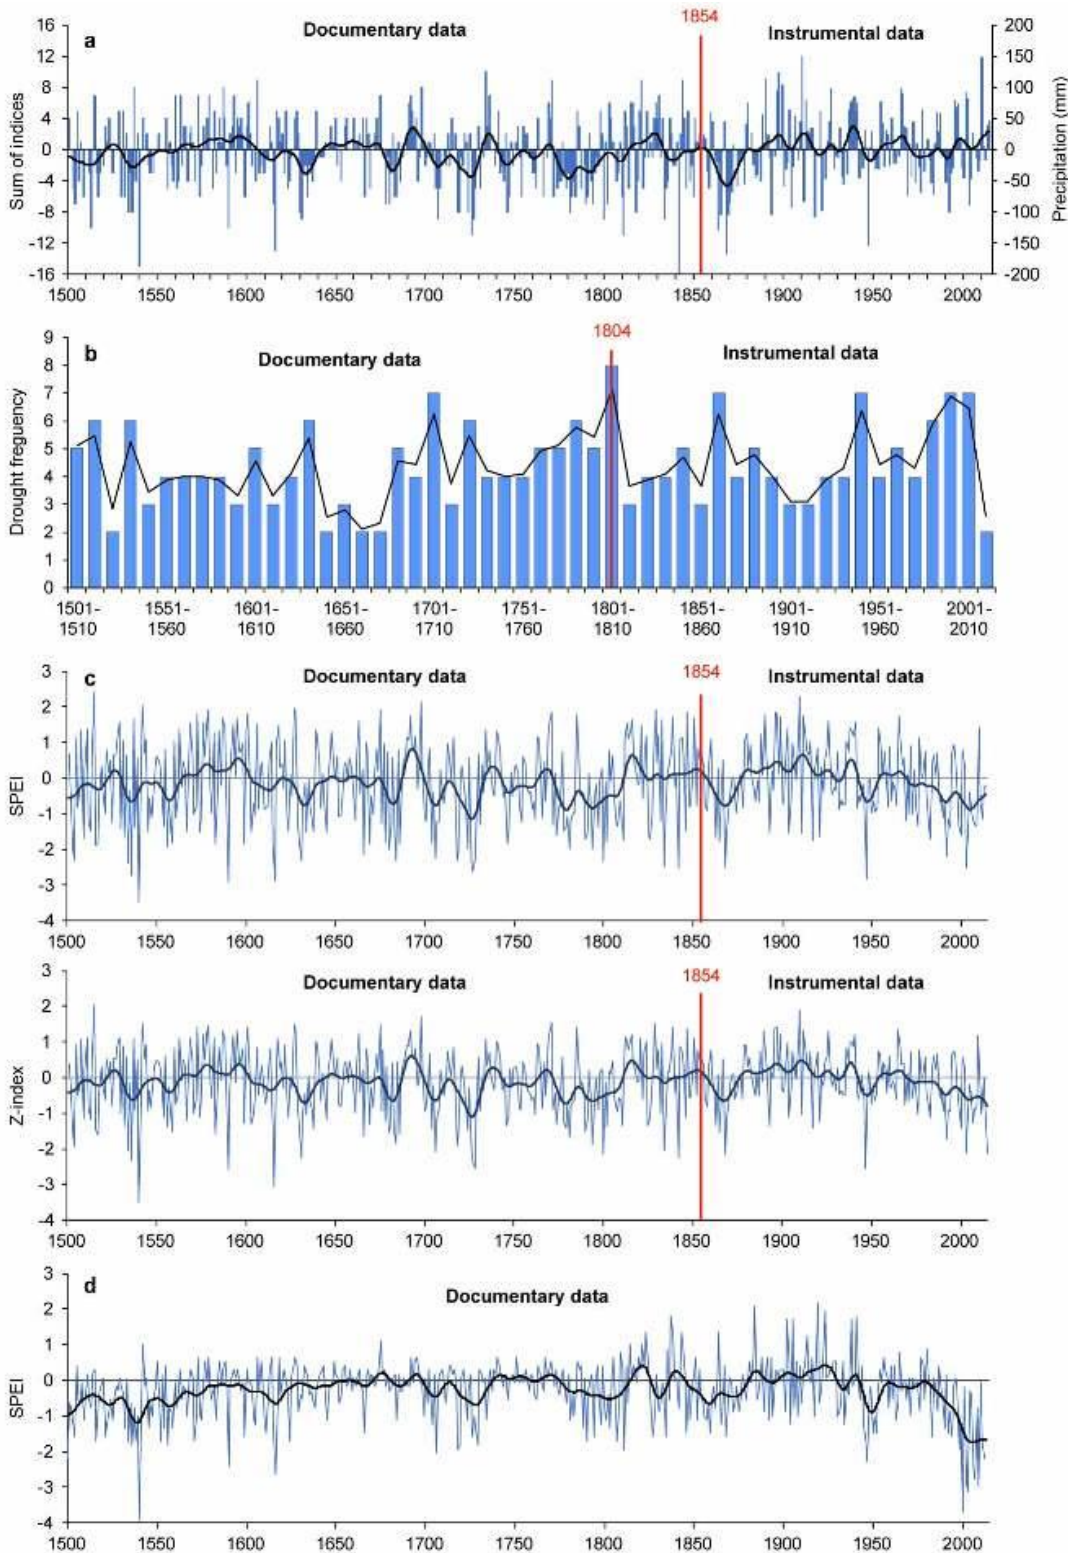 1854
Documentary data
Instrumental data
a
16
12
8
4
0
-4
-8
-12
-16
Sum of indices
200
150
100
50
0
-50
-100
-150
-200
Precipitation (mm)
1500 1550 1600 1650 1700 1750 1800 1850 1900 1950 2000
1804
b
Documentary data
Instrumental data
9
8
7
6
5
4
3
2
1
0
Drought freguency
1501- 1551- 1601- 1651- 1701- 1751- 1801- 1851- 1901- 1951- 2001-
1510 1560 1610 1660 1710 1760 1810 1860 1910 1960 2010
c
Documentary data
1854
Instrumental data
3
2
1
0
-1
-2
-3
-4
SPEI
1500 1550 1600 1650 1700 1750 1800 1850 1900 1950 2000
Documentary data
1854
Instrumental data
3
2
1
0
-1
-2
-3
-4
Z-index
1500 1550 1600 1650 1700 1750 1800 1850 1900 1950 2000
d
Documentary data
3
2
1
0
-1
-2
-3
-4
SPEI
1500 1550 1600 1650 1700 1750 1800 1850 1900 1950 2000